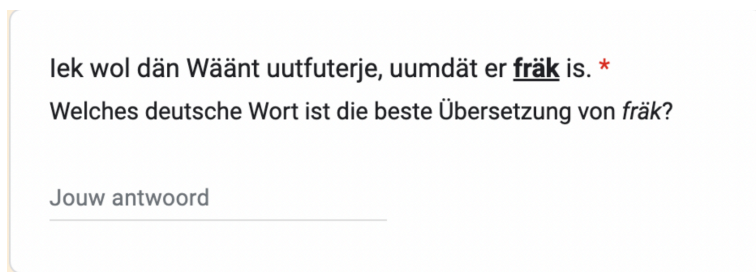 Iek wol dän Wäänt uutfuterje, uumdät er fräk is. *
Welches deutsche Wort ist die beste Übersetzung von fräk?
Jouw antwoord